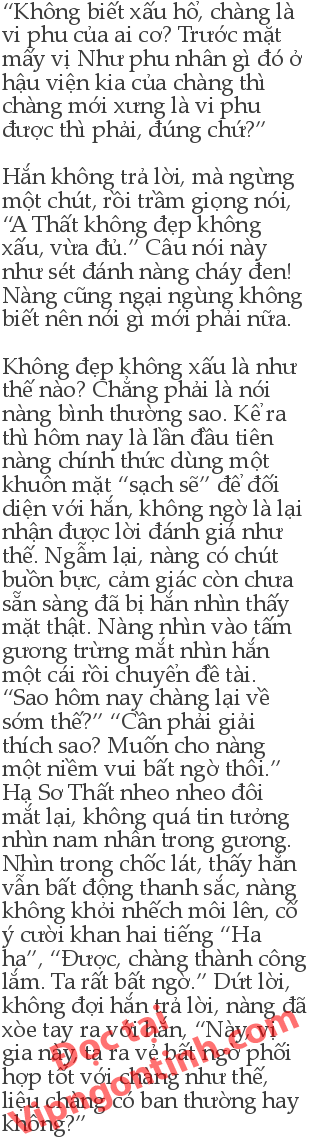 “Không biết xấu hổ, chàng là
vi phu của ai cơ? Trước mặt
mấy vị Như phu nhân gì đó ở
hậu viện kia của chàng thì
chàng mới xưng là vi phu
được thì phải, đúng chứ?”
Hắn không trả lời, mà ngừng
một chút, rồi trầm giọng nói,
“A Thất không đẹp không
xấu, vừa đủ.” Câu nói này
như sét đánh nàng cháy đen!
Nàng cũng ngại ngùng không
biết nên nói gì mới phải nữa.
Không đẹp không xấu là như
thế nào? Chẳng phải là nói
nàng bình thường sao. Kể ra
thì hôm nay là lần đầu tiên
nàng chính thức dùng một
khuôn mặt “sạch sẽ” để đối
diện với hắn, không ngờ là lại
nhận được lời đánh giá như
thế. Ngẫm lại, nàng có chút
buồn bực, cảm giác còn chưa
sẵn sàng đã bị hắn nhìn thấy
mặt thật. Nàng nhìn vào tấm
gương trừng mắt nhìn hắn
một cái rồi chuyển đề tài.
“Sao hôm nay chàng lại về
sớm thế?” “Cần phải giải
thích sao? Muốn cho nàng
một niềm vui bất ngờ thôi.”
Hạ Sơ Thất nheo nheo đôi
mắt lại, không quá tin tưởng
nhìn nam nhân trong gương.
Nhìn trong chốc lát, thấy hắn
vẫn bất động thanh sắc, nàng
không khỏi nhếch môi lên, cố
ý cười khan hai tiếng “Ha
ha”, “Được, chàng thành công
lắm. Ta rất bất ngờ.” Dứt lời,
không đợi hắn trả lời, nàng đã
xòe tay ra với hắn, “Này, vị
gia này, ta ra vẻ bất ngờ phối
hợp tốt với chàng như thế,
liệu chàng có ban thưởng hay
không?”
Đọc tại
Vipngontinh.com